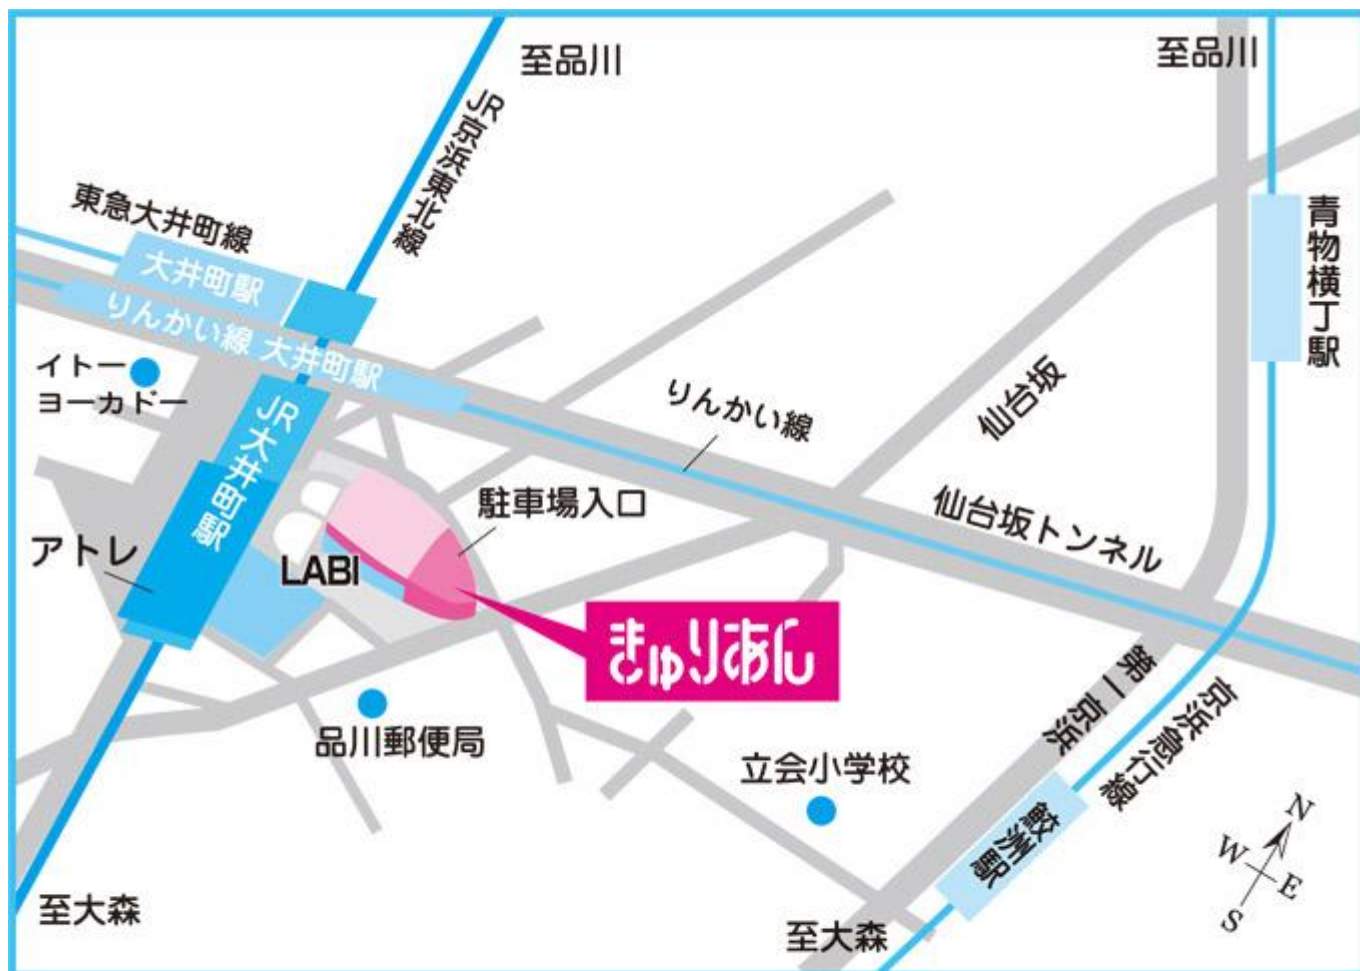 至品川
至品川
JR京浜東北線
東急大井町線
大井町駅
りんかい線 大井町駅
青物横丁駅
イトー
ヨーカドー
JR大井町駅
りんかい線
仙台坂
駐車場入口
仙台坂トンネル
アトレ
LABI
きゅりあん
第一京浜
京浜急行線
品川郵便局
立会小学校
鮫洲駅
N
W
E
S
至大森
至大森